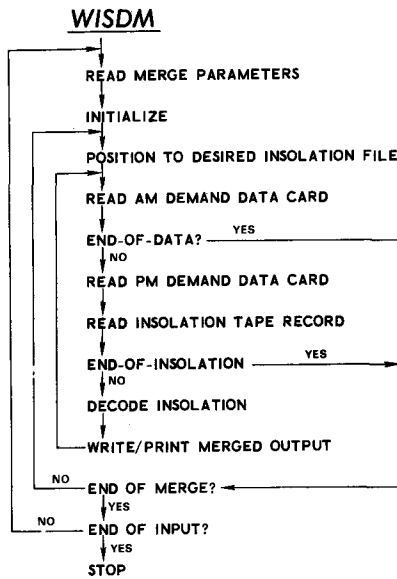 WISDM
READ MERGE PARAMETERS
INITIALIZE
POSITION TO DESIRED INSOLATION FILE
READ AM DEMAND DATA CARD
END-OF-DATA? YES
NO
READ PM DEMAND DATA CARD
READ INSOLATION TAPE RECORD
END-OF-INSOLATION YES
NO
DECODE INSOLATION
WRITE/PRINT MERGED OUTPUT
NO END OF MERGE?
YES
NO END OF INPUT?
YES
STOP